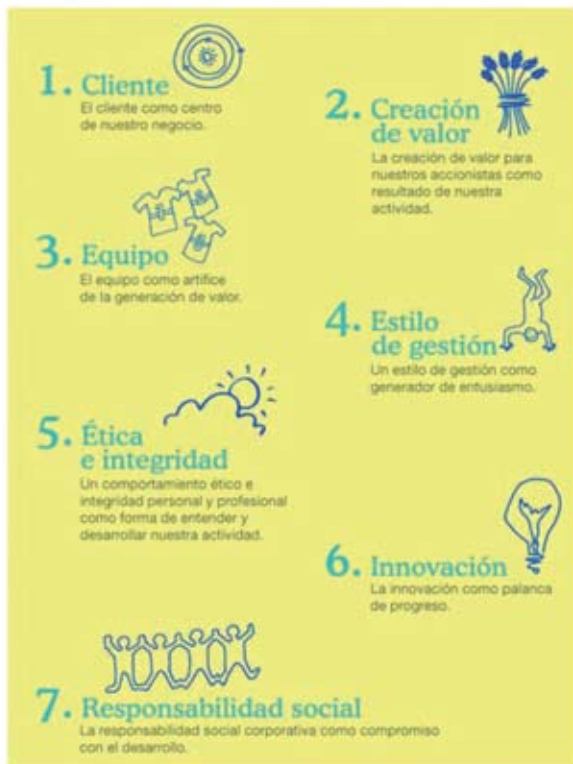 1. Cliente
El cliente como centro
de nuestro negocio.
2. Creación
de valor
La creación de valor para
nuestros accionistas como
resultado de nuestra
actividad.
3. Equipo
El equipo como artífice
de la generación de valor.
4. Estilo
de gestión
Un estilo de gestión como
generador de entusiasmo.
5. Ética
e integridad
Un comportamiento ético e
integridad personal y profesional
como forma de entender y
desarrollar nuestra actividad.
6. Innovación
La innovación como palanca
de progreso.
7. Responsabilidad social
La responsabilidad social corporativa como compromiso
con el desarrollo.